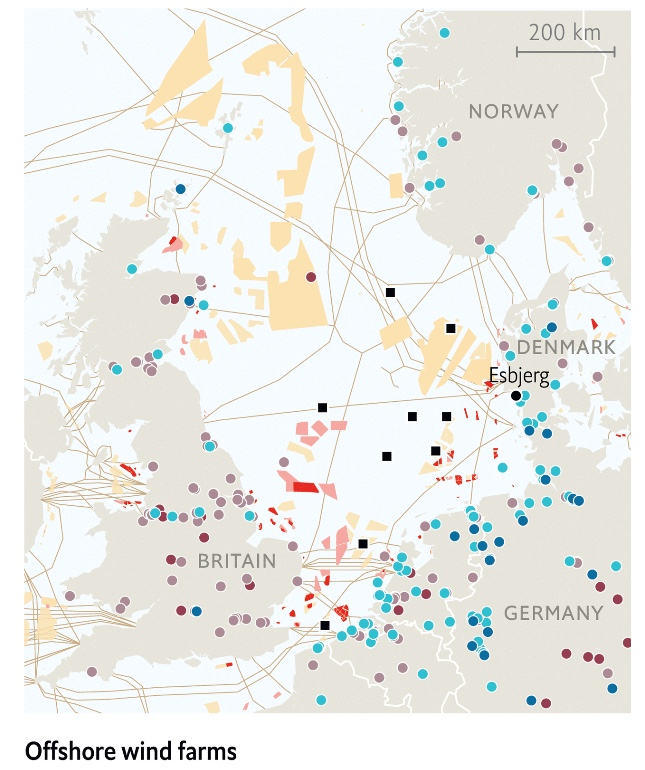 200 km
NORWAY
DENMARK
Esbjerg
BRITAIN
GERMANY
Offshore wind farms